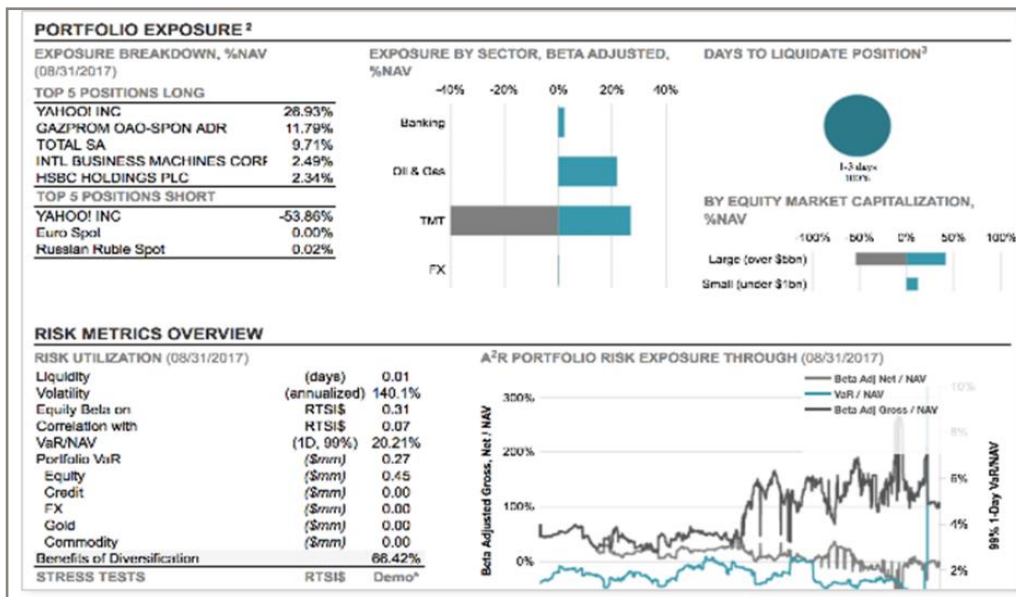 PORTFOLIO EXPOSURE 2
EXPOSURE BREAKDOWN, %NAV
(08/31/2017)
TOP 5 POSITIONS LONG
YAHOO! INC 26.93%
GAZPROM OAO-SPON ADR 11.79%
TOTAL SA 9.71%
INTL BUSINESS MACHINES CORF 2.49%
HSBC HOLDINGS PLC 2.34%
TOP 5 POSITIONS SHORT
YAHOO! INC -53.86%
Euro Spot 0.00%
Russian Ruble Spot 0.02%
EXPOSURE BY SECTOR, BETA ADJUSTED,
%NAV
-40% -20% 0% 20% 40%
Banking
Oil & Gas
TMT
FX
DAYS TO LIQUIDATE POSITION3
1-3 days
100%
BY EQUITY MARKET CAPITALIZATION,
%NAV
-100% -50% 0% 50% 100%
Large (over $5bn)
Small (under $1bn)
RISK METRICS OVERVIEW
RISK UTILIZATION (08/31/2017)
Liquidity (days) 0.01
Volatility (annualized) 140.1%
Equity Beta on RTSI$ 0.31
Correlation with RTSI$ 0.07
VaR/NAV (1D, 99%) 20.21%
Portfolio VaR ($mm) 0.27
Equity ($mm) 0.45
Credit ($mm) 0.00
FX ($mm) 0.00
Gold ($mm) 0.00
Commodity ($mm) 0.00
Benefits of Diversification 66.42%
STRESS TESTS RTSI$ Demo^
A2R PORTFOLIO RISK EXPOSURE THROUGH (08/31/2017)
Beta Adj Net / NAV
VaR / NAV
Beta Adj Gross / NAV
Beta Adjusted Gross, Net / NAV
300%
200%
100%
0%
10%
8%
6%
4%
2%
99% 1-Day VaR/NAV